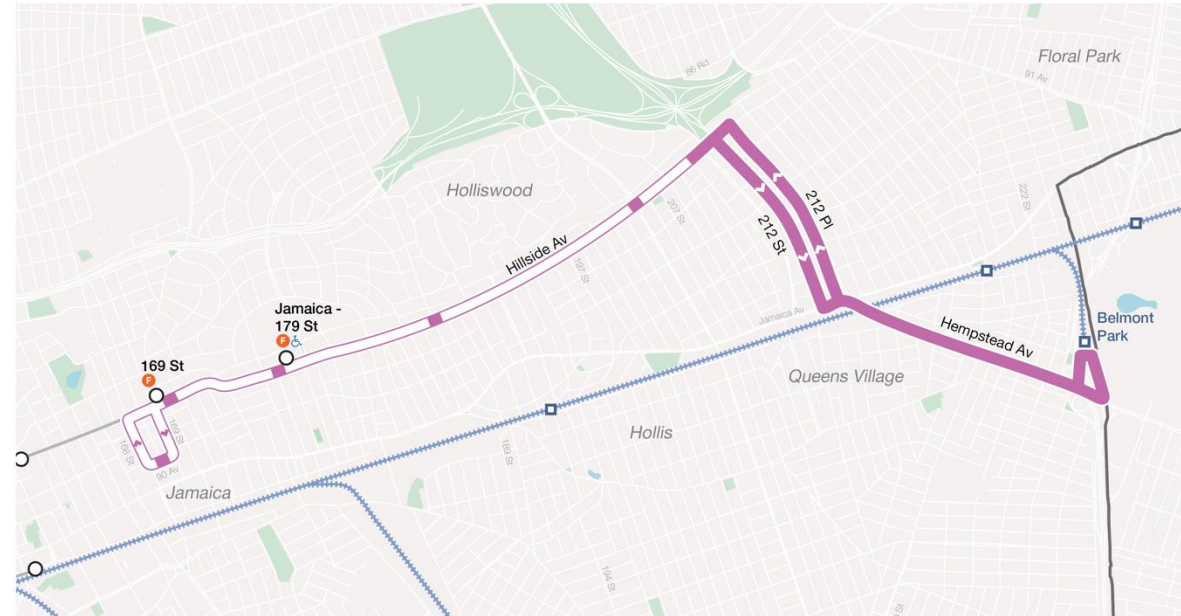 Floral Park
86 Rd
91 Av
Holliswood
207 St
212 Pl
212 St
222 St
Hillside Av
197 St
Jamaica -
179 St
F
Jamaica Av
Hempstead Av
Belmont
Park
169 St
F
Queens Village
168 St
169 St
90 Av
189 St
Hollis
Jamaica
194 St